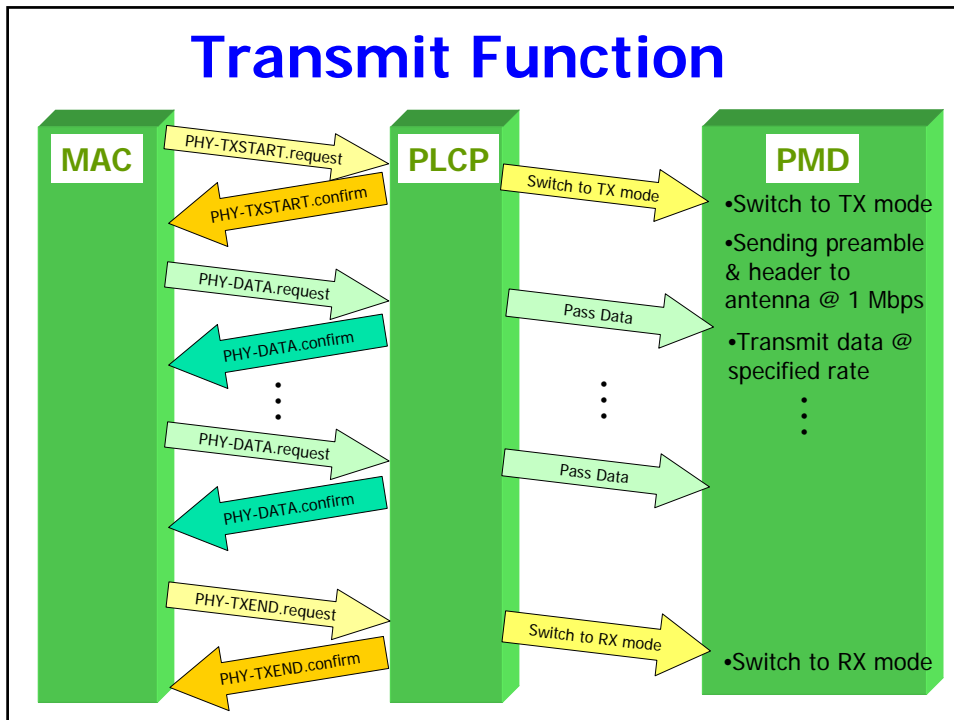 Transmit Function
MAC
PLCP
PMD
PHY-TXSTART.request
PHY-TXSTART.confirm
Switch to TX mode
•Switch to TX mode
•Sending preamble
& header to
antenna @ 1 Mbps
PHY-DATA.request
PHY-DATA.confirm
Pass Data
•Transmit data @
specified rate
PHY-DATA.request
PHY-DATA.confirm
Pass Data
PHY-TXEND.request
PHY-TXEND.confirm
Switch to RX mode
•Switch to RX mode